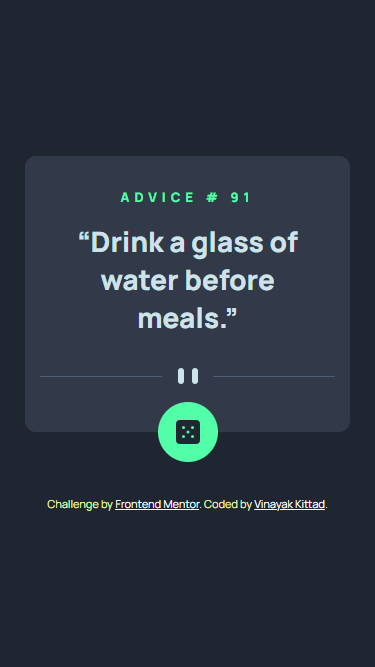 ADVICE # 91
“Drink a glass of
water before
meals.”
Challenge by Frontend Mentor. Coded by Vinayak Kittad.